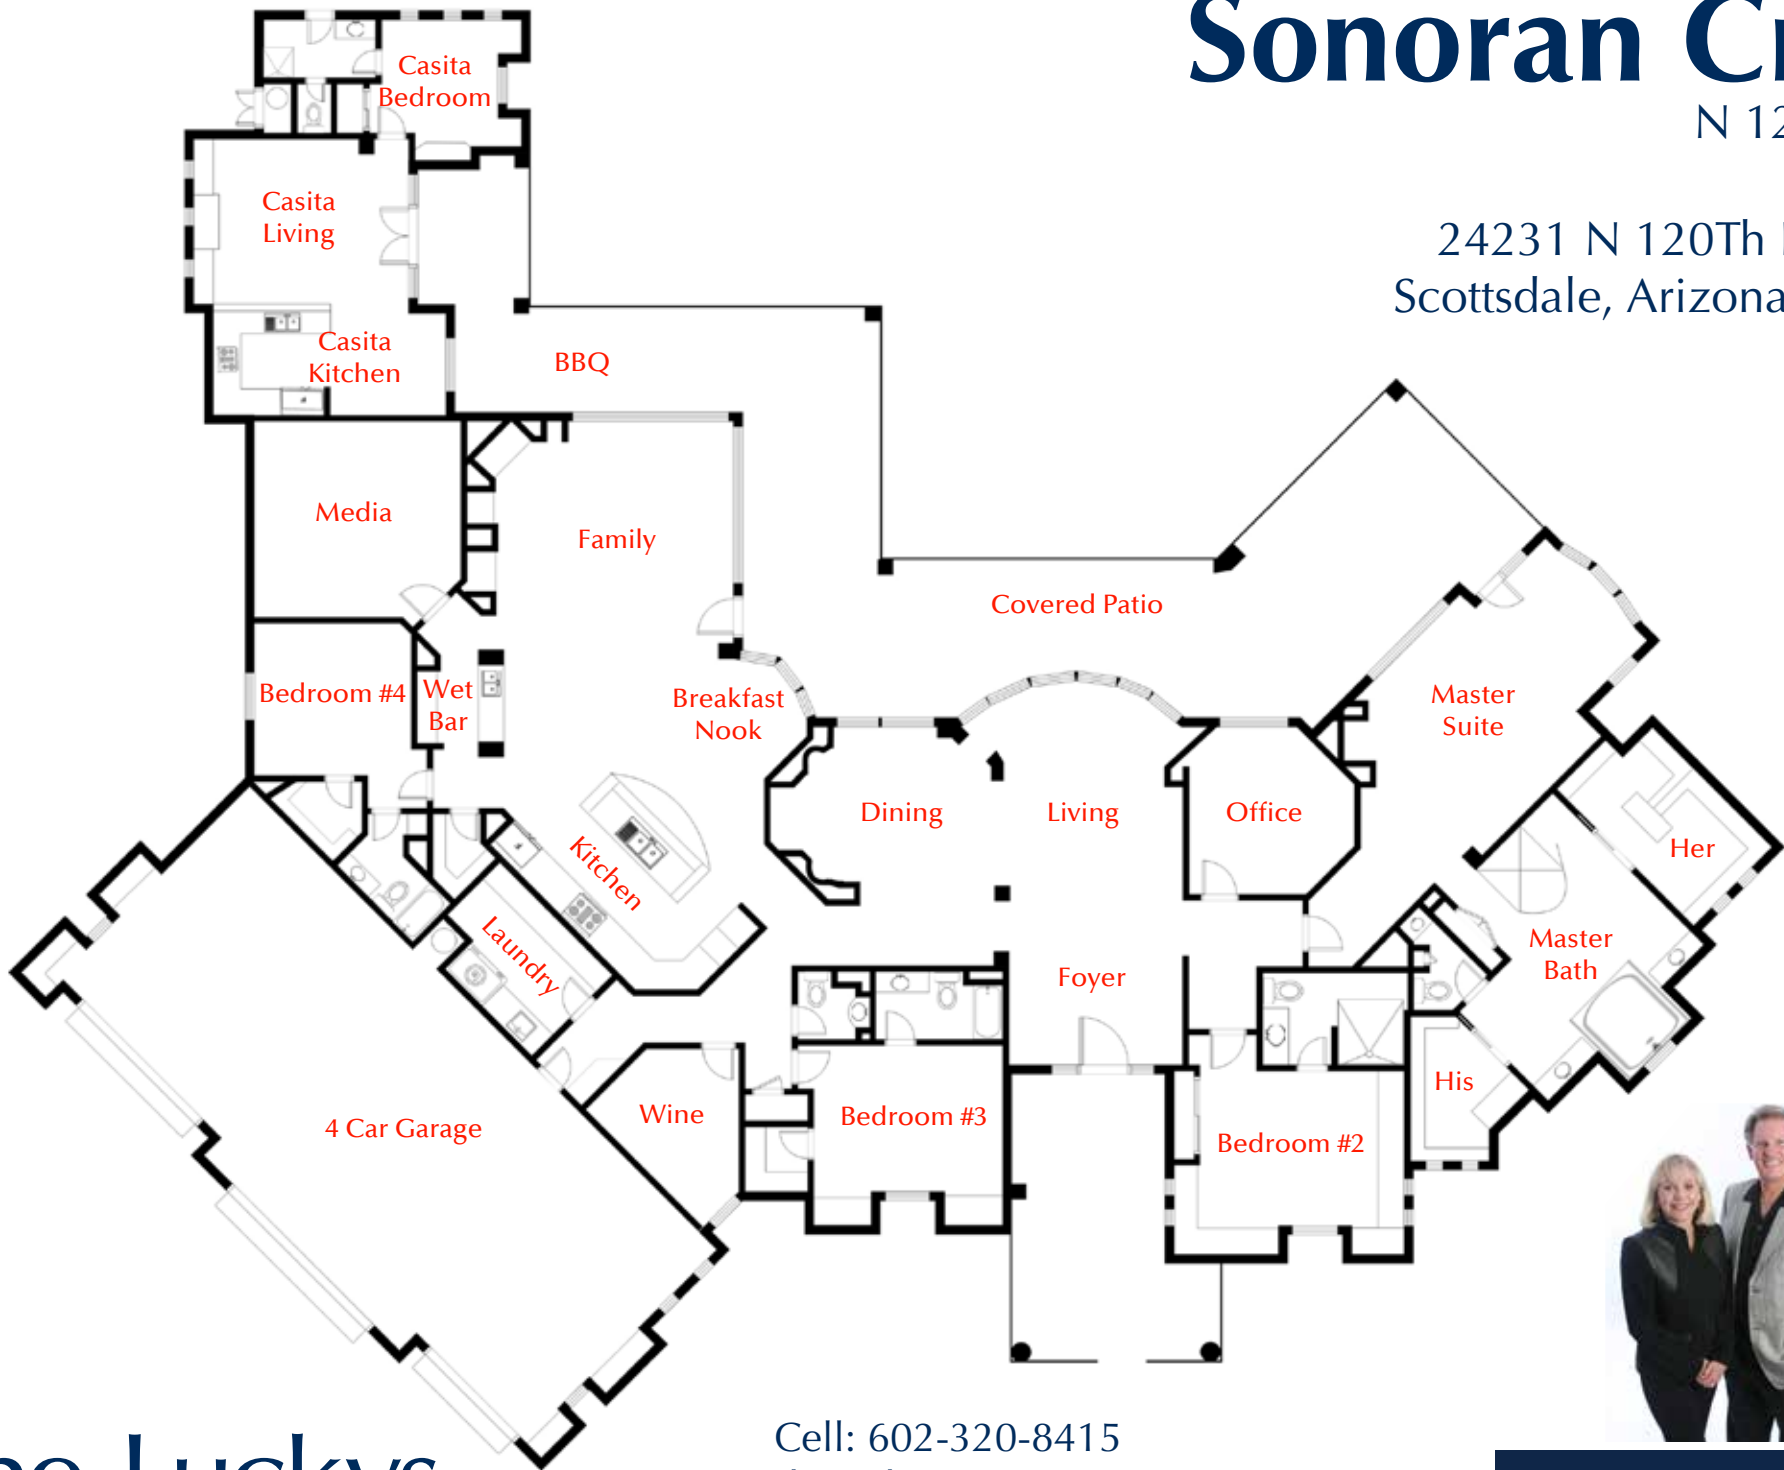 Sonoran
N
24231 N 120Th
Scottsdale, Arizona
Casita
Bedroom
Casita
Living
Casita
Kitchen
BBQ
Media
Family
Covered Patio
Bedroom #4
Wet
Bar
Breakfast
Nook
Master
Suite
Dining
Living
Office
Her
Kitchen
Laundry
Master
Bath
Foyer
His
4 Car Garage
Wine
Bedroom #3
Bedroom #2
Luckys
Cell: 602-320-8415